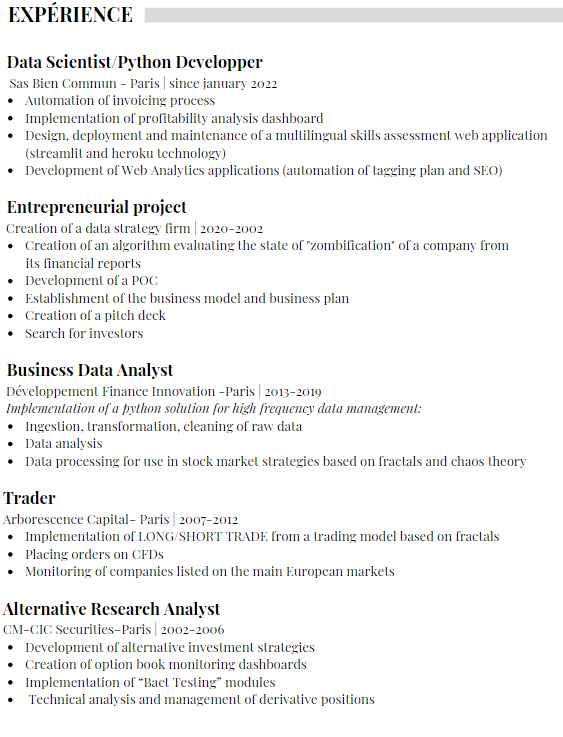 EXPÉRIENCE
Data Scientist/Python Developper
Sas Bien Commun - Paris | since january 2022
• Automation of invoicing process
• Implementation of profitability analysis dashboard
• Design, deployment and maintenance of a multilingual skills assessment web application
(streamlit and heroku technology)
• Development of Web Analytics applications (automation of tagging plan and SEO)
Entrepreneurial project
Creation of a data strategy firm | 2020-2002
• Creation of an algorithm evaluating the state of "zombification" of a company from
its financial reports
• Development of a POC
• Establishment of the business model and business plan
• Creation of a pitch deck
• Search for investors
Business Data Analyst
Développement Finance Innovation -Paris | 2013-2019
Implementation of a python solution for high frequency data management:
• Ingestion, transformation, cleaning of raw data
• Data analysis
• Data processing for use in stock market strategies based on fractals and chaos theory
Trader
Arborescence Capital– Paris | 2007-2012
• Implementation of LONG/SHORT TRADE from a trading model based on fractals
• Placing orders on CFDs
• Monitoring of companies listed on the main European markets
Alternative Research Analyst
CM-CIC Securities–Paris | 2002-2006
• Development of alternative investment strategies
• Creation of option book monitoring dashboards
• Implementation of “Bact Testing” modules
• Technical analysis and management of derivative positions